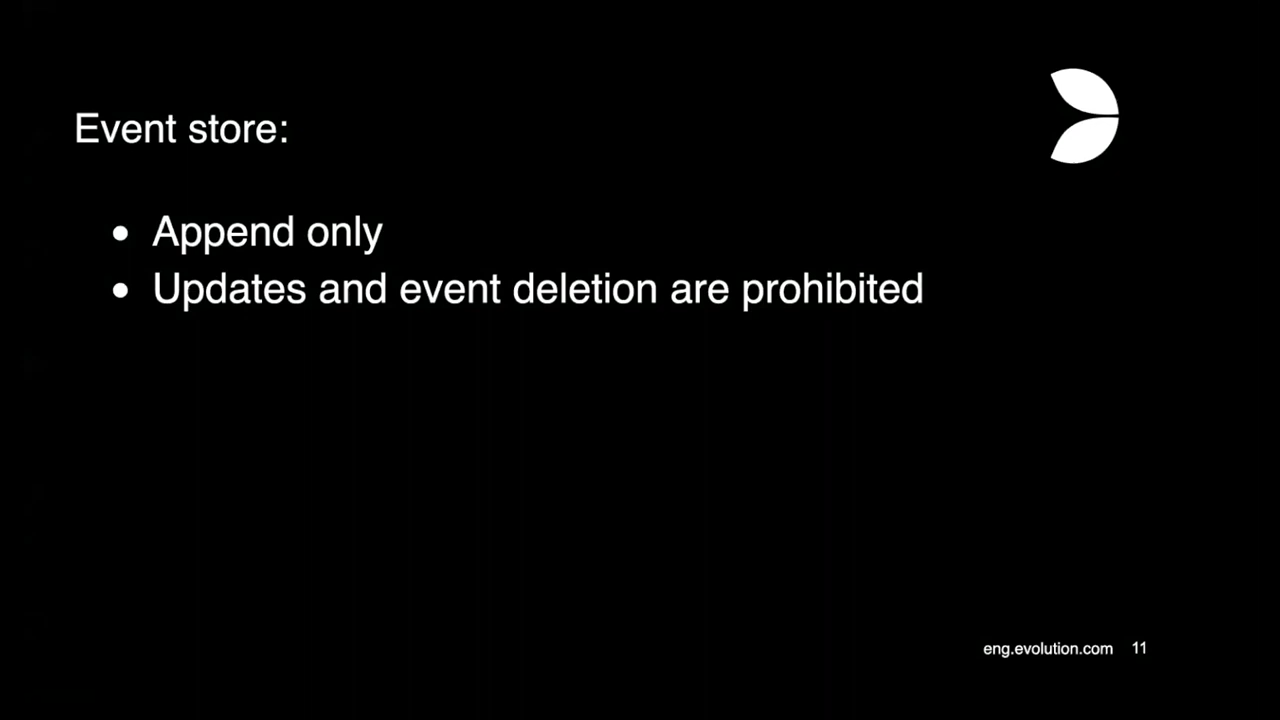 Event store:
• Append only
• Updates and event deletion are prohibited
eng.evolution.com 11